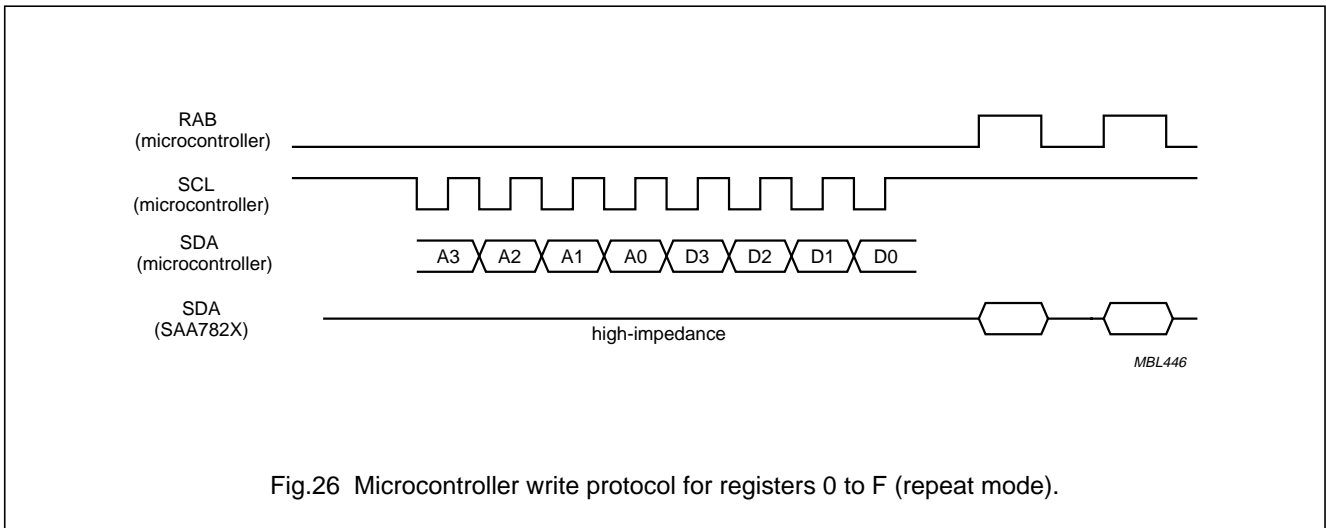 RAB
(microcontroller)
SCL
(microcontroller)
SDA
(microcontroller)
A3 A2 A1 A0 D3 D2 D1 D0
SDA
(SAA782X)
high-impedance
MBL446
Fig.26 Microcontroller write protocol for registers 0 to F (repeat mode).